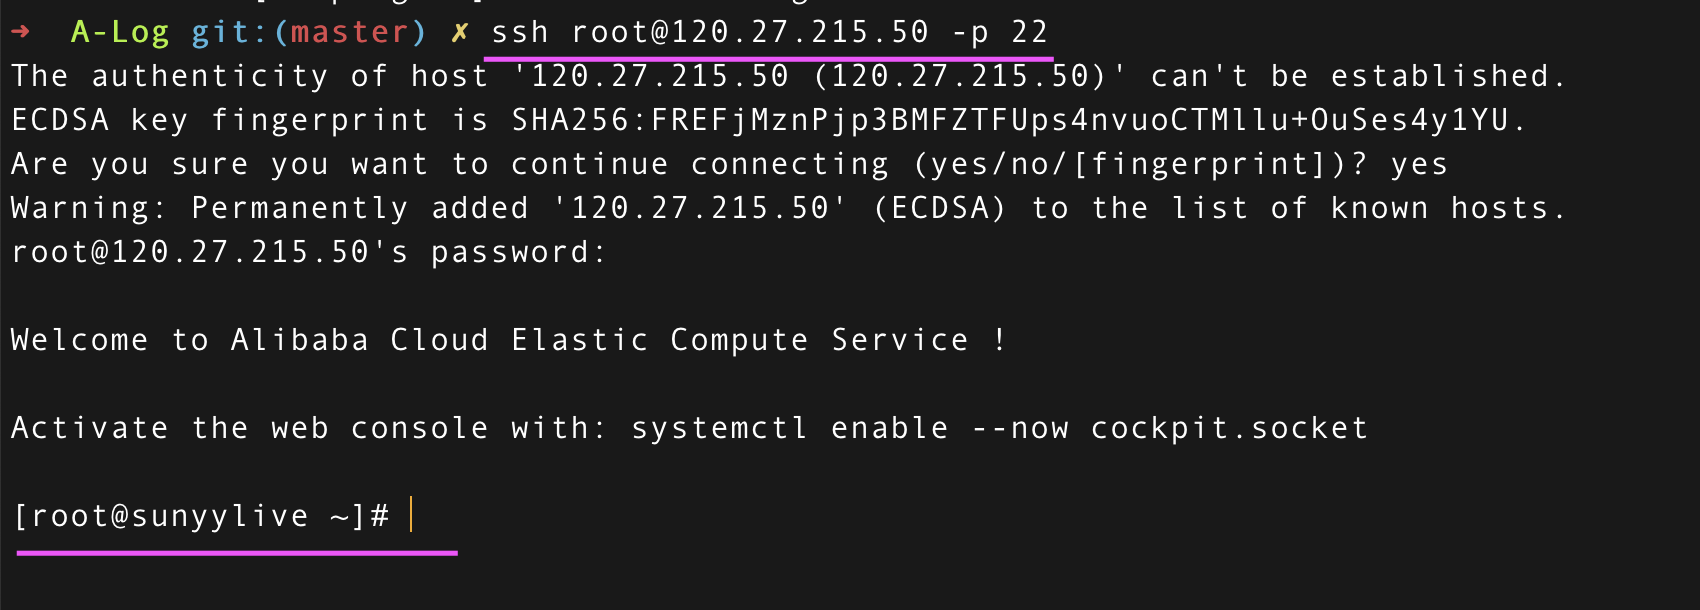 ➜ A-Log git:(master) ✗ ssh root@120.27.215.50 -p 22
The authenticity of host '120.27.215.50 (120.27.215.50)' can't be established.
ECDSA key fingerprint is SHA256:FREFjMznPjp3BMFZTFUps4nvuoCTMllu+OuSes4y1YU.
Are you sure you want to continue connecting (yes/no/[fingerprint])? yes
Warning: Permanently added '120.27.215.50' (ECDSA) to the list of known hosts.
root@120.27.215.50's password:
Welcome to Alibaba Cloud Elastic Compute Service !
Activate the web console with: systemctl enable --now cockpit.socket
[root@sunyylive ~]#